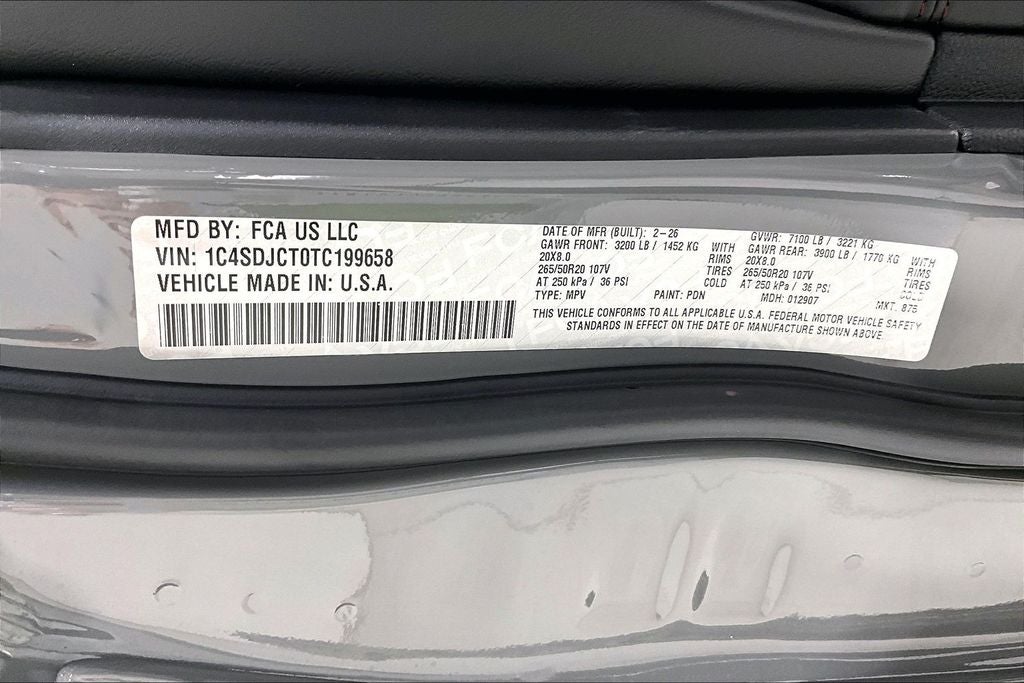 MFD BY: FCA US LLC
VIN: 1C4SDJCT0TC199658
VEHICLE MADE IN: U.S.A.
DATE OF MFR (BUILT): 2-26 GVWR: 7100 LB / 3221 KG
GAWR FRONT: 3200 LB / 1452 KG WITH GAWR REAR: 3900 LB / 1770 KG WITH
20X8.0 RIMS 20X8.0 RIMS
265/50R20 107V TIRES 265/50R20 107V TIRES
AT 250 kPa / 36 PSI COLD AT 250 kPa / 36 PSI COLD
TYPE: MPV PAINT: PDN MDH: 012907 MKT: 875
THIS VEHICLE CONFORMS TO ALL APPLICABLE U.S.A. FEDERAL MOTOR VEHICLE SAFETY
STANDARDS IN EFFECT ON THE DATE OF MANUFACTURE SHOWN ABOVE.